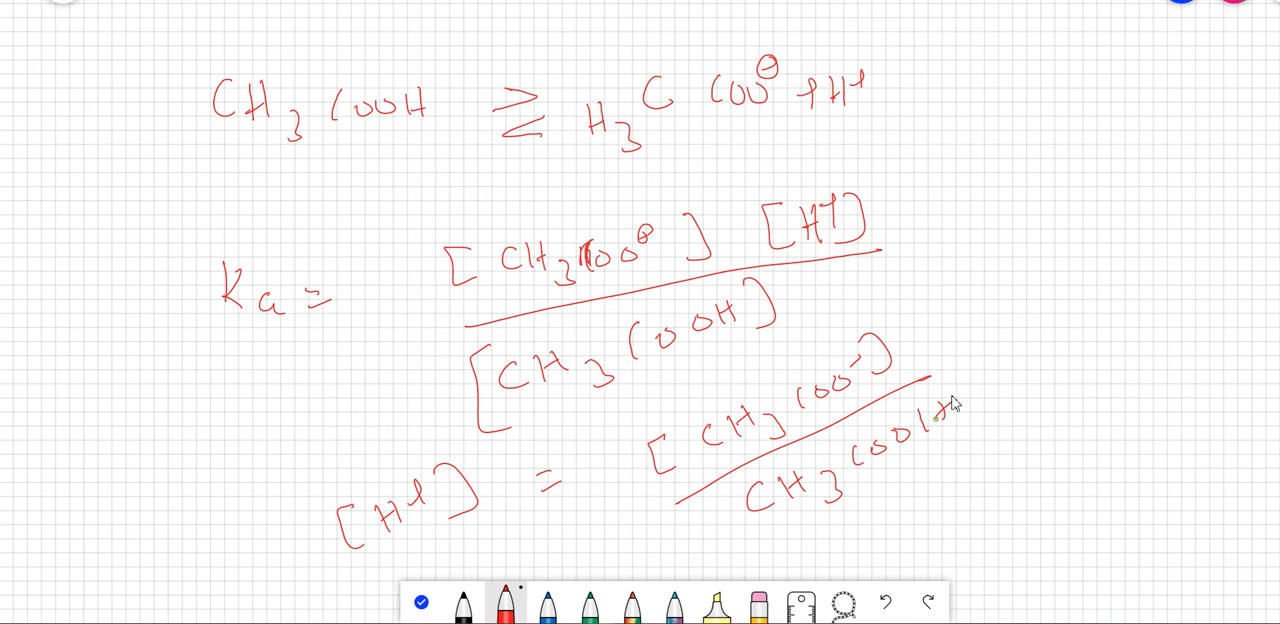 CH3COOH ⇌ H3C COO⊖ + H+
[CH3COO⊖] [H+]
Ka =
[CH3COOH]
[CH3COO-]
[H+] =
CH3COOH